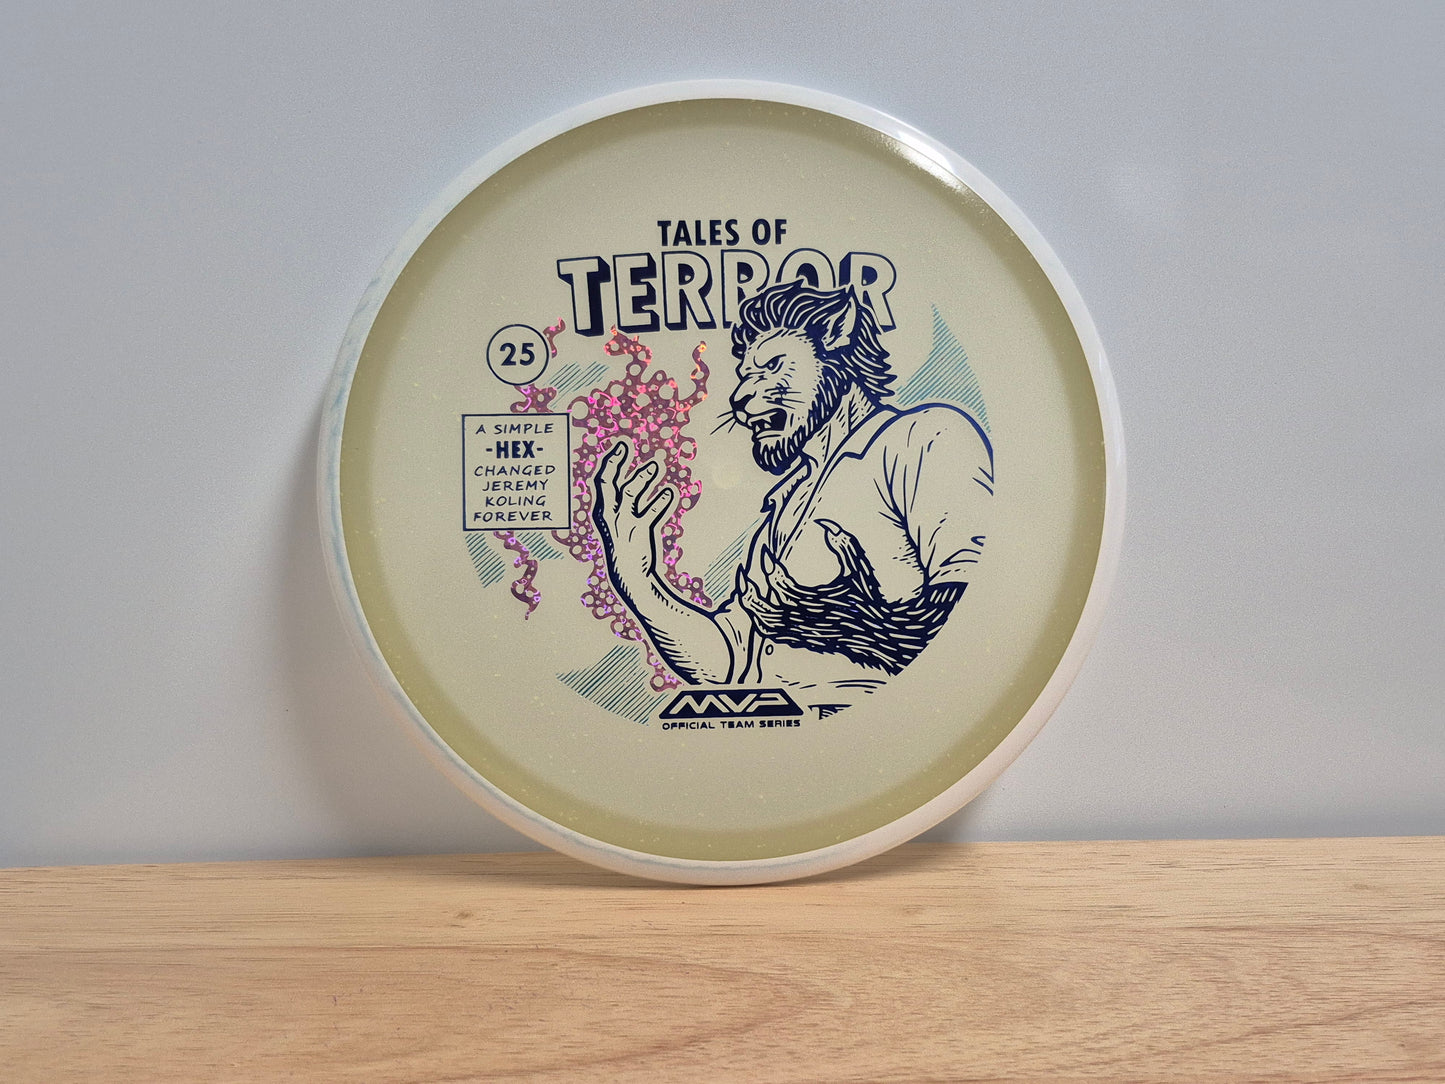 TALES OF
TERROR
25
A SIMPLE
-HEX-
CHANGED
JEREMY
KOLING
FOREVER
MVP
OFFICIAL TEAM SERIES